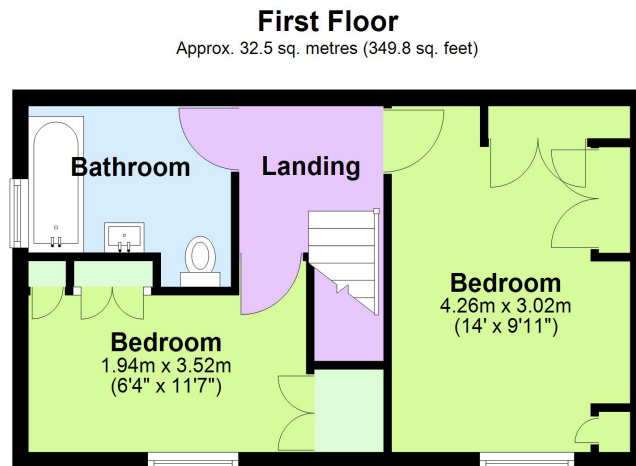 First Floor
Approx. 32.5 sq. metres (349.8 sq. feet)
Bathroom
Landing
Bedroom
4.26m x 3.02m
(14' x 9'11")
Bedroom
1.94m x 3.52m
(6'4" x 11'7")